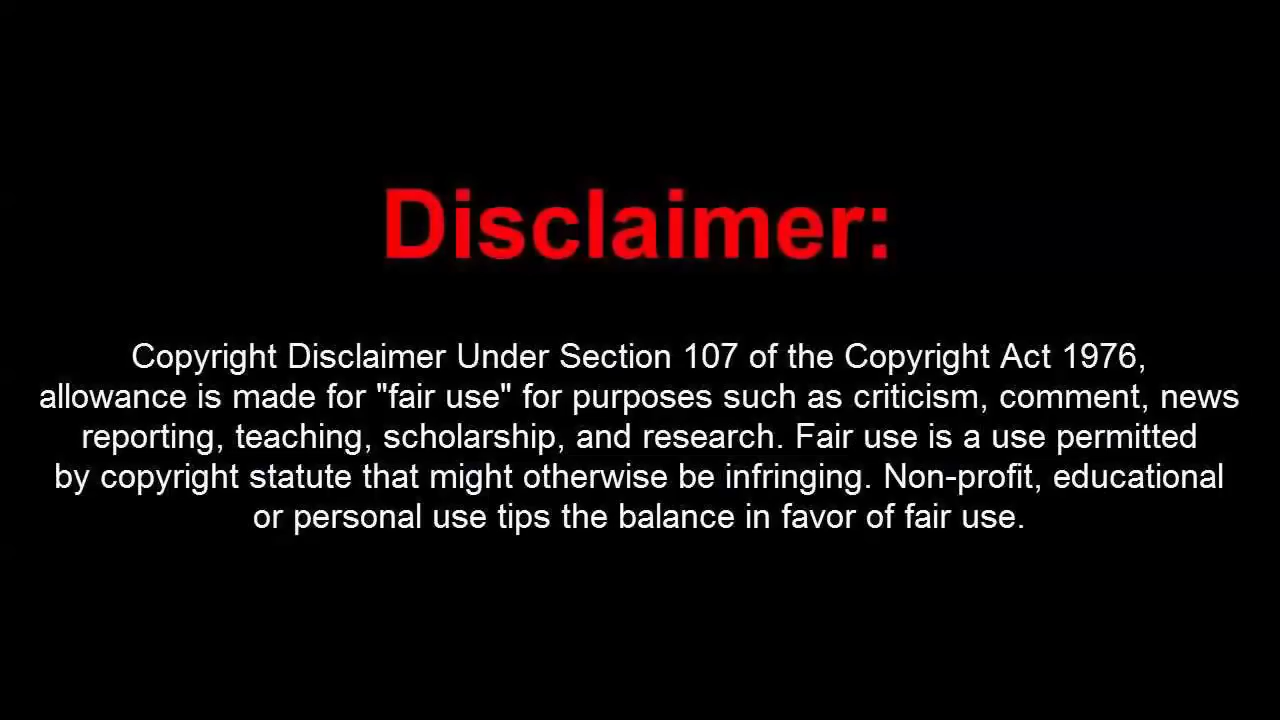 Disclaimer:
Copyright Disclaimer Under Section 107 of the Copyright Act 1976,
allowance is made for "fair use" for purposes such as criticism, comment, news
reporting, teaching, scholarship, and research. Fair use is a use permitted
by copyright statute that might otherwise be infringing. Non-profit, educational
or personal use tips the balance in favor of fair use.